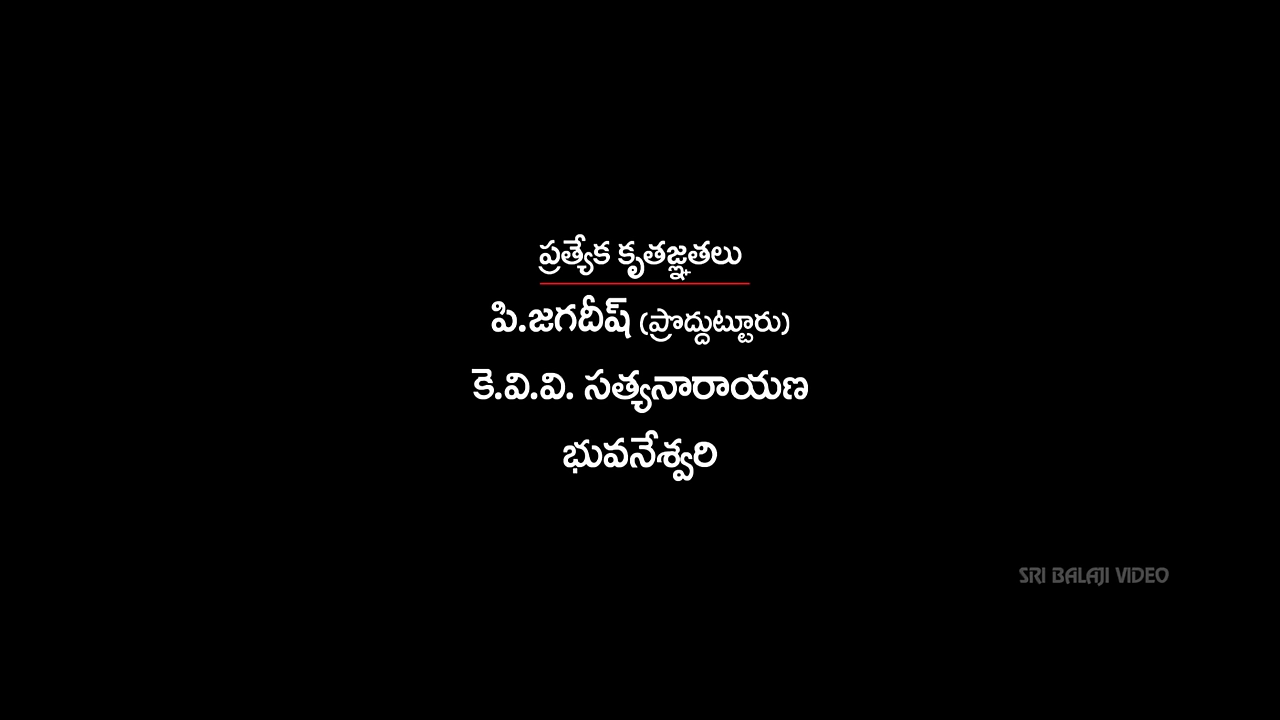 ప్రత్యేక కృతజ్ఞతలు
పి.జగదీష్ (ప్రొద్దుట్టూరు)
కె.వి.వి. సత్యనారాయణ
భువనేశ్వరి
SRI BALAJI VIDEO